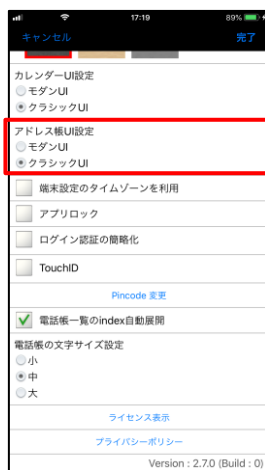 17:19
89%
キャンセル
完了
カレンダーUI設定
モダンUI
クラシックUI
アドレス帳UI設定
モダンUI
クラシックUI
端末設定のタイムゾーンを利用
アプリロック
ログイン認証の簡略化
TouchID
Pincode 変更
電話帳一覧のindex自動展開
電話帳の文字サイズ設定
小
中
大
ライセンス表示
プライバシーポリシー
Version : 2.7.0 (Build : 0)